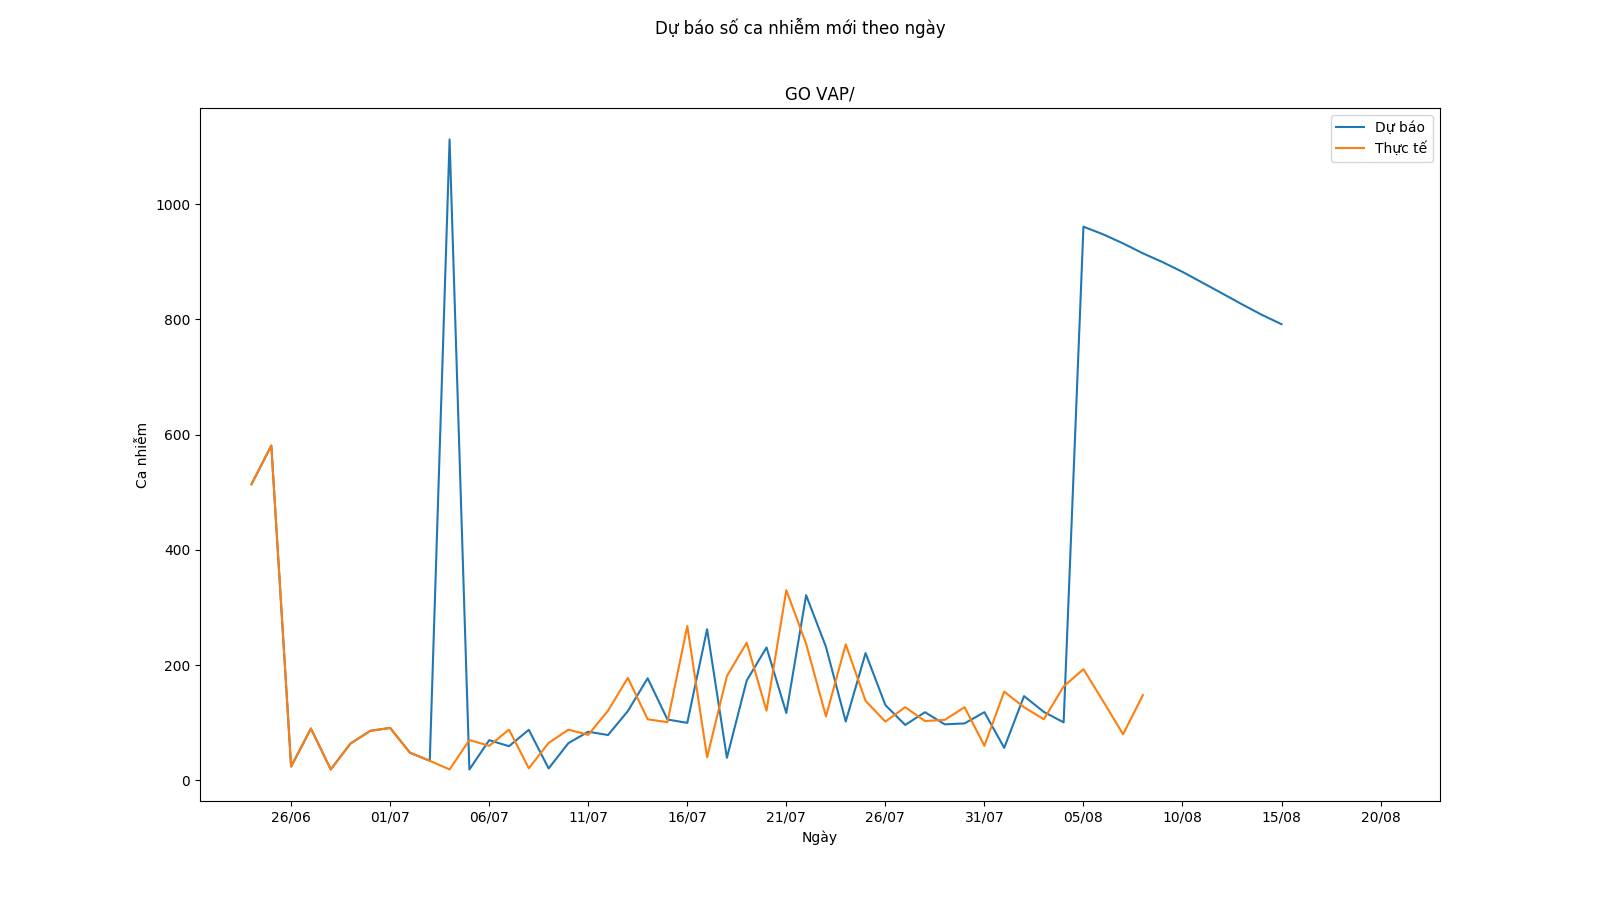 Dự báo số ca nhiễm mới theo ngày
GO VAP/
Dự báo
Thực tế
1000
800
600
400
200
0
Ca nhiễm
26/06 01/07 06/07 11/07 16/07 21/07 26/07 31/07 05/08 10/08 15/08 20/08
Ngày